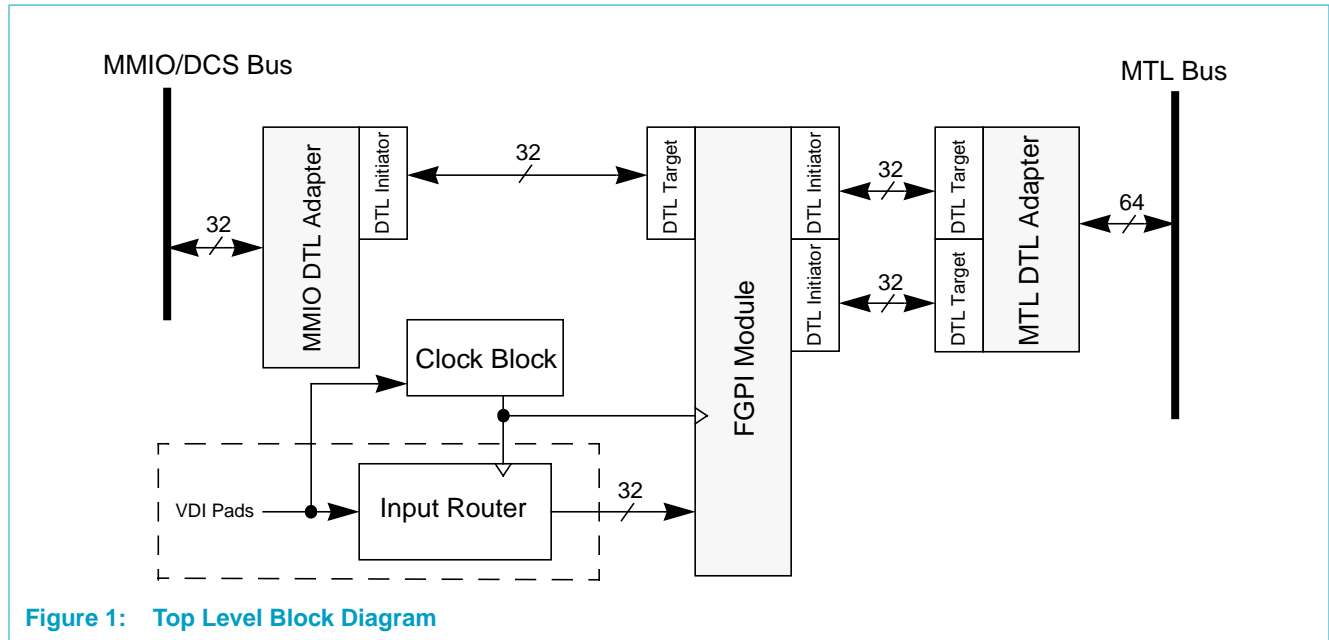 MMIO/DCS Bus
MTL Bus
32
MMIO DTL Adapter
DTL Initiator
32
DTL Target
FGPI Module
DTL Initiator
DTL Initiator
32
32
DTL Target
DTL Target
MTL DTL Adapter
64
Clock Block
VDI Pads
Input Router
32
Figure 1: Top Level Block Diagram